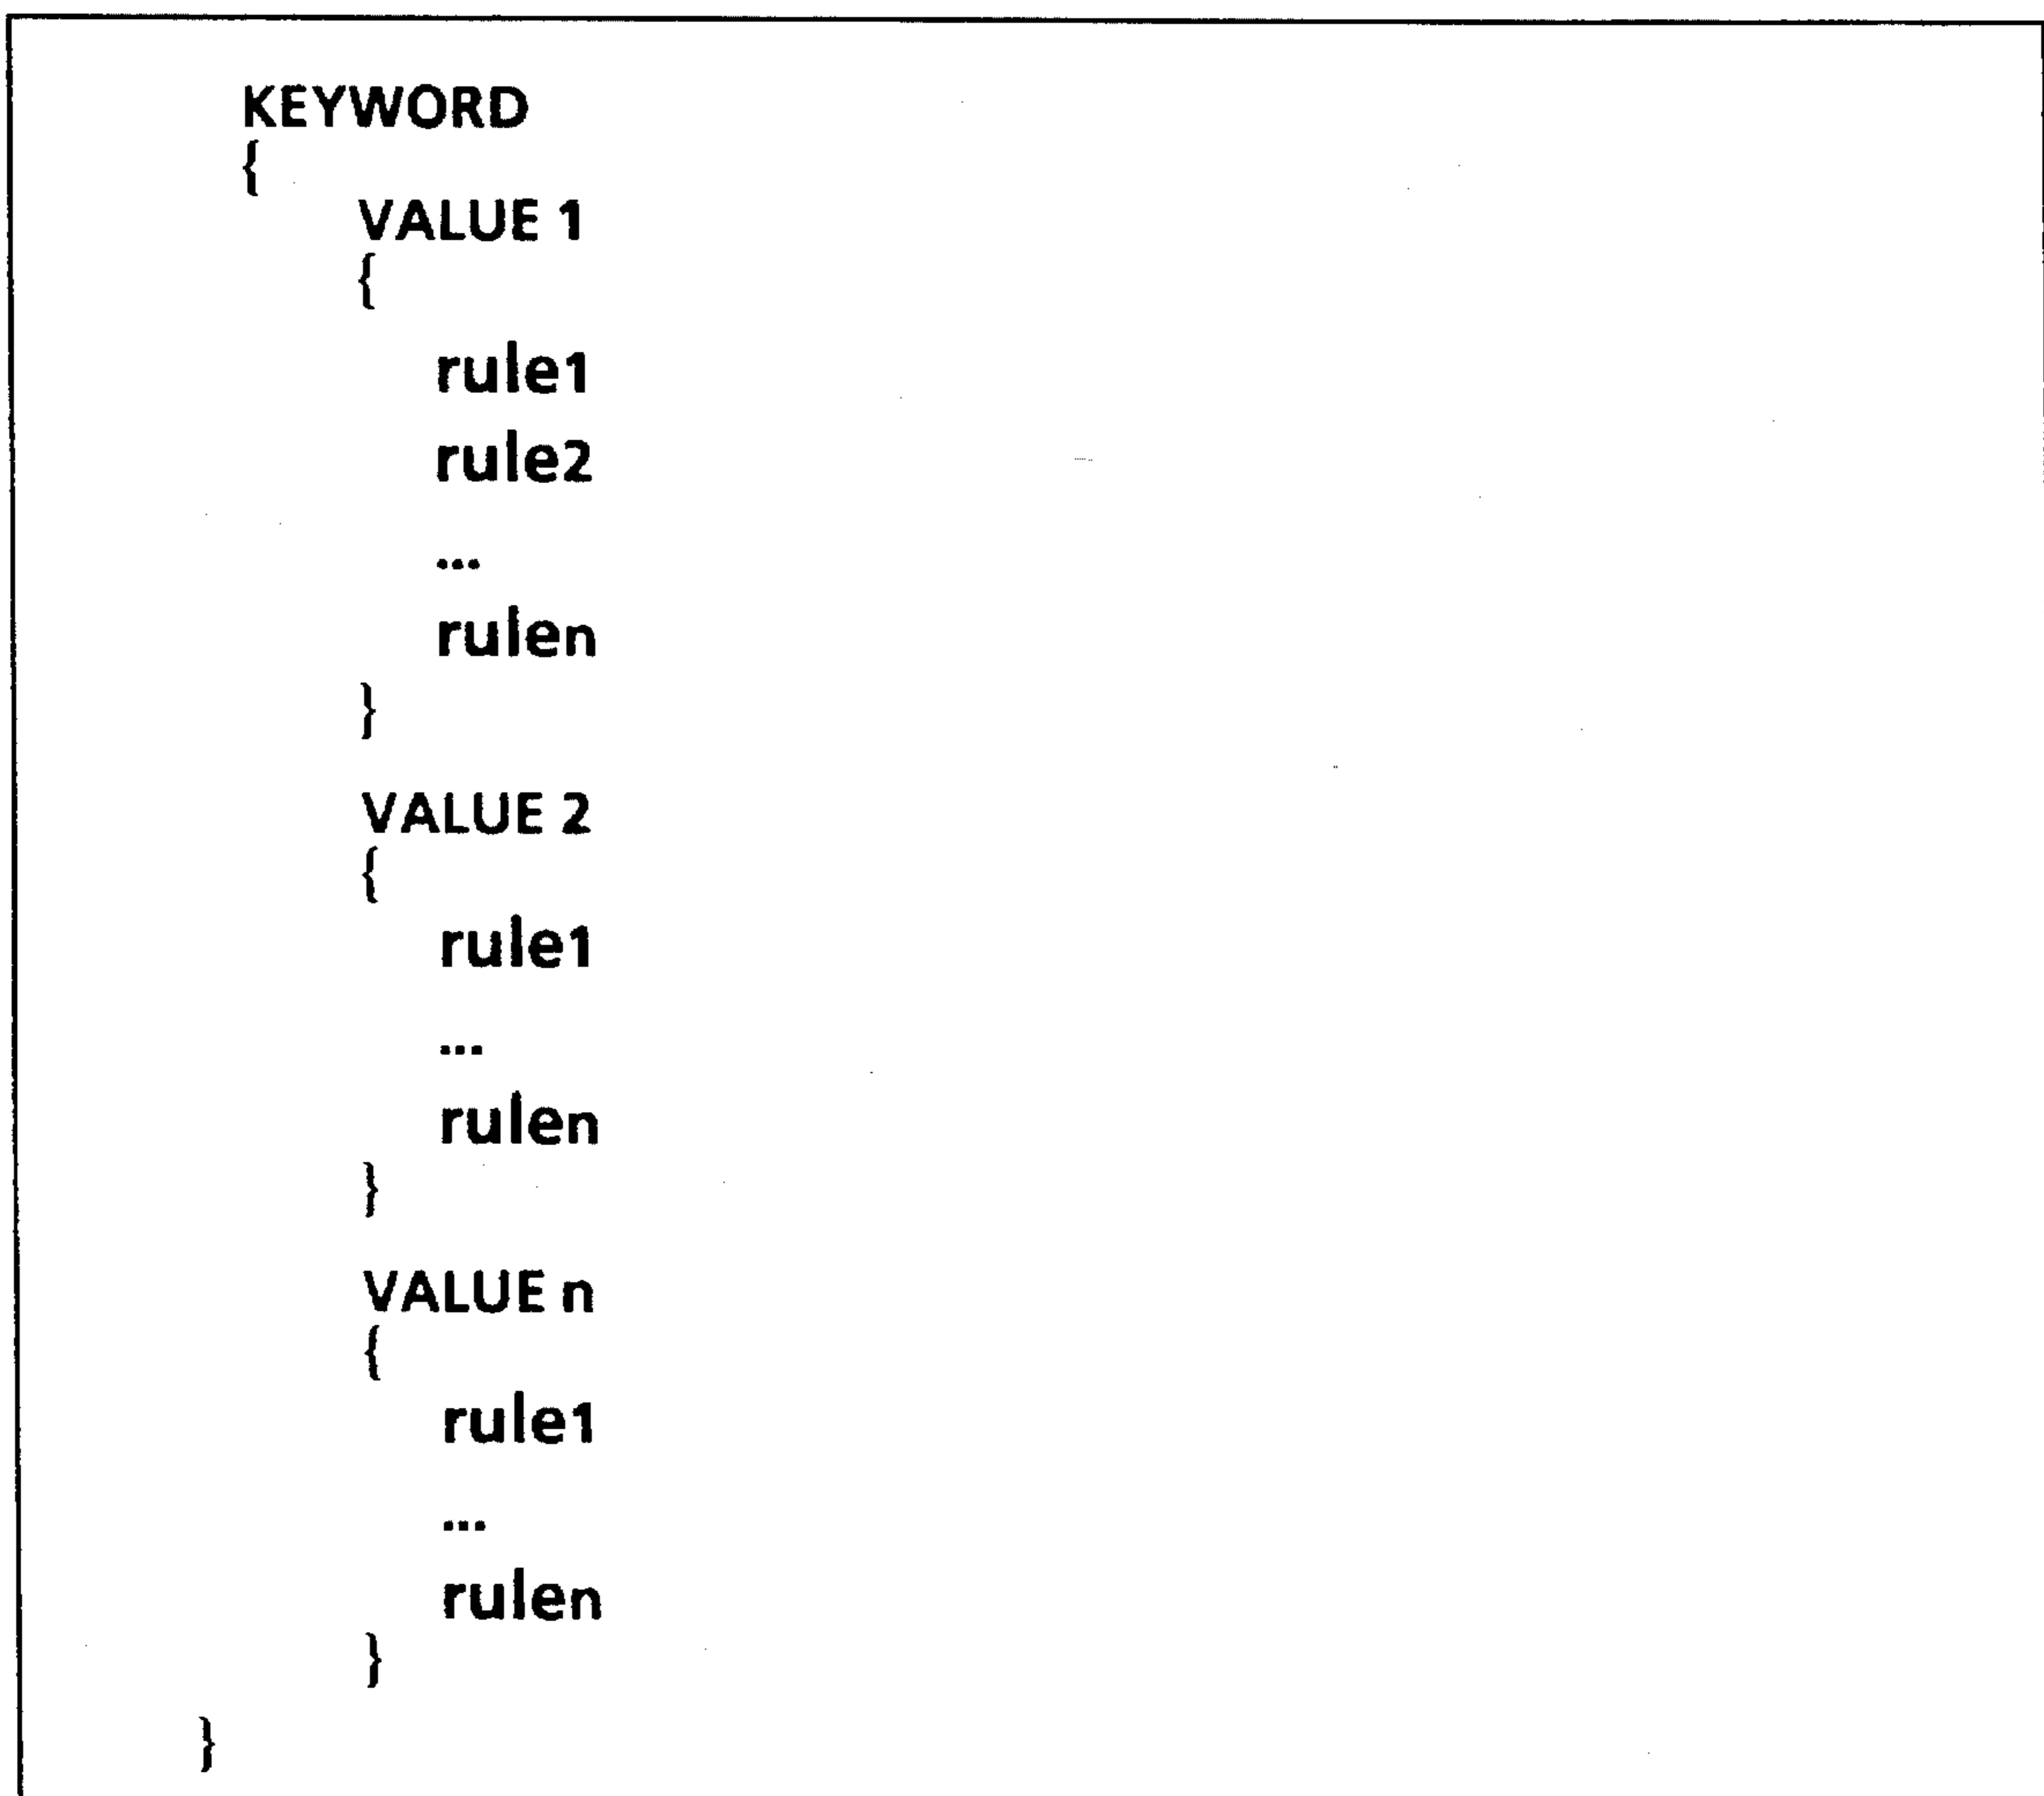 KEYWORD
{
VALUE 1
{
rule1
rule2
...
rulen
}
VALUE 2
{
rule1
...
rulen
}
VALUE n
{
rule1
...
rulen
}
}